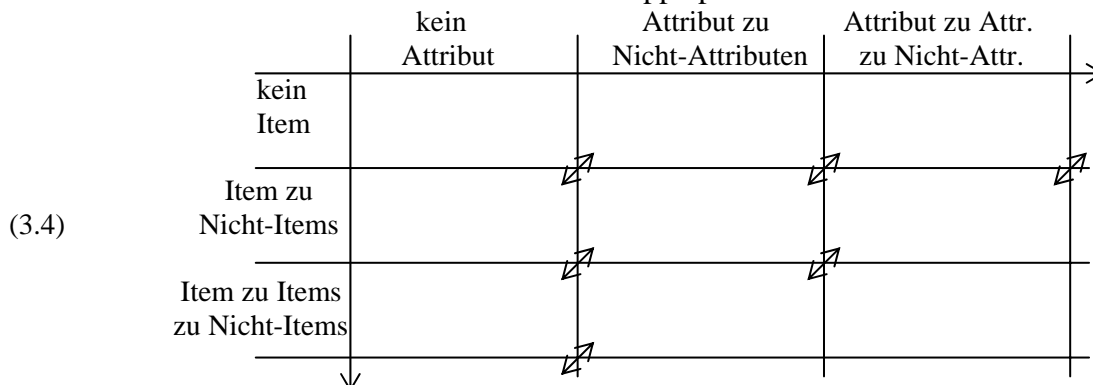 kein
Attribut
Attribut zu
Nicht-Attributen
Attribut zu Attr.
zu Nicht-Attr.
kein
Item
(3.4)
Item zu
Nicht-Items
Item zu Items
zu Nicht-Items